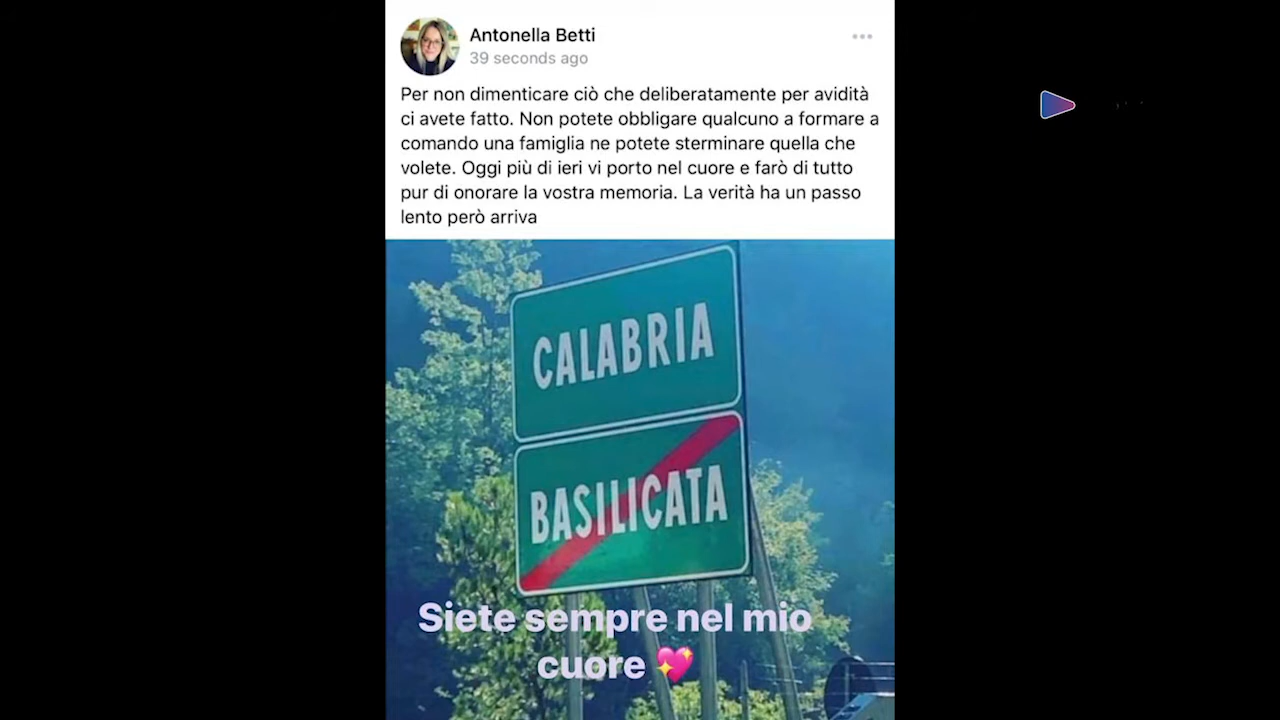 Antonella Betti
39 seconds ago
Per non dimenticare ciò che deliberatamente per avidità
ci avete fatto. Non potete obbligare qualcuno a formare a
comando una famiglia ne potete sterminare quella che
volete. Oggi più di ieri vi porto nel cuore e farò di tutto
pur di onorare la vostra memoria. La verità ha un passo
lento però arriva
CALABRIA
BASILICATA
Siete sempre nel mio
cuore 💖